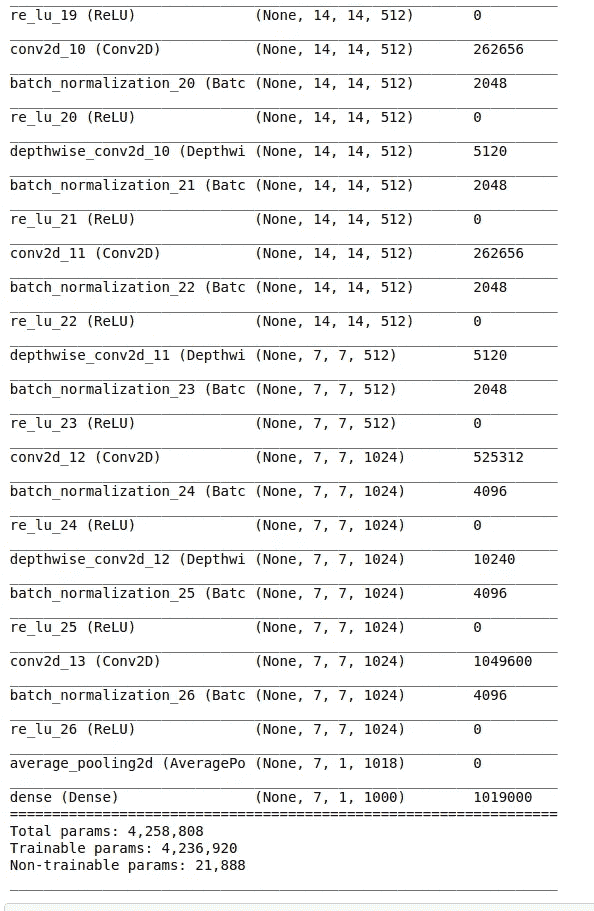 re_lu_19 (ReLU) (None, 14, 14, 512) 0
conv2d_10 (Conv2D) (None, 14, 14, 512) 262656
batch_normalization_20 (Batc (None, 14, 14, 512) 2048
re_lu_20 (ReLU) (None, 14, 14, 512) 0
depthwise_conv2d_10 (Depthwi (None, 14, 14, 512) 5120
batch_normalization_21 (Batc (None, 14, 14, 512) 2048
re_lu_21 (ReLU) (None, 14, 14, 512) 0
conv2d_11 (Conv2D) (None, 14, 14, 512) 262656
batch_normalization_22 (Batc (None, 14, 14, 512) 2048
re_lu_22 (ReLU) (None, 14, 14, 512) 0
depthwise_conv2d_11 (Depthwi (None, 7, 7, 512) 5120
batch_normalization_23 (Batc (None, 7, 7, 512) 2048
re_lu_23 (ReLU) (None, 7, 7, 512) 0
conv2d_12 (Conv2D) (None, 7, 7, 1024) 525312
batch_normalization_24 (Batc (None, 7, 7, 1024) 4096
re_lu_24 (ReLU) (None, 7, 7, 1024) 0
depthwise_conv2d_12 (Depthwi (None, 7, 7, 1024) 10240
batch_normalization_25 (Batc (None, 7, 7, 1024) 4096
re_lu_25 (ReLU) (None, 7, 7, 1024) 0
conv2d_13 (Conv2D) (None, 7, 7, 1024) 1049600
batch_normalization_26 (Batc (None, 7, 7, 1024) 4096
re_lu_26 (ReLU) (None, 7, 7, 1024) 0
average_pooling2d (AveragePo (None, 7, 1, 1018) 0
dense (Dense) (None, 7, 1, 1000) 1019000
=================================================================
Total params: 4,258,808
Trainable params: 4,236,920
Non-trainable params: 21,888